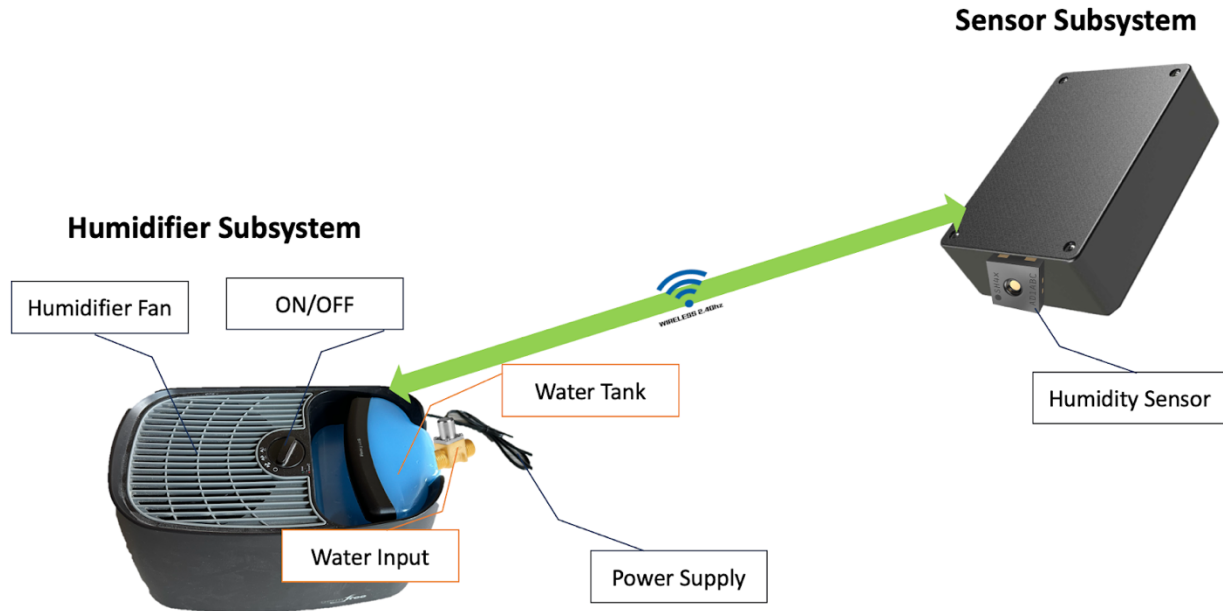 Sensor Subsystem
Humidifier Subsystem
Humidifier Fan
ON/OFF
WIRELESS 2.4Ghz
Water Tank
Humidity Sensor
Water Input
Power Supply
free